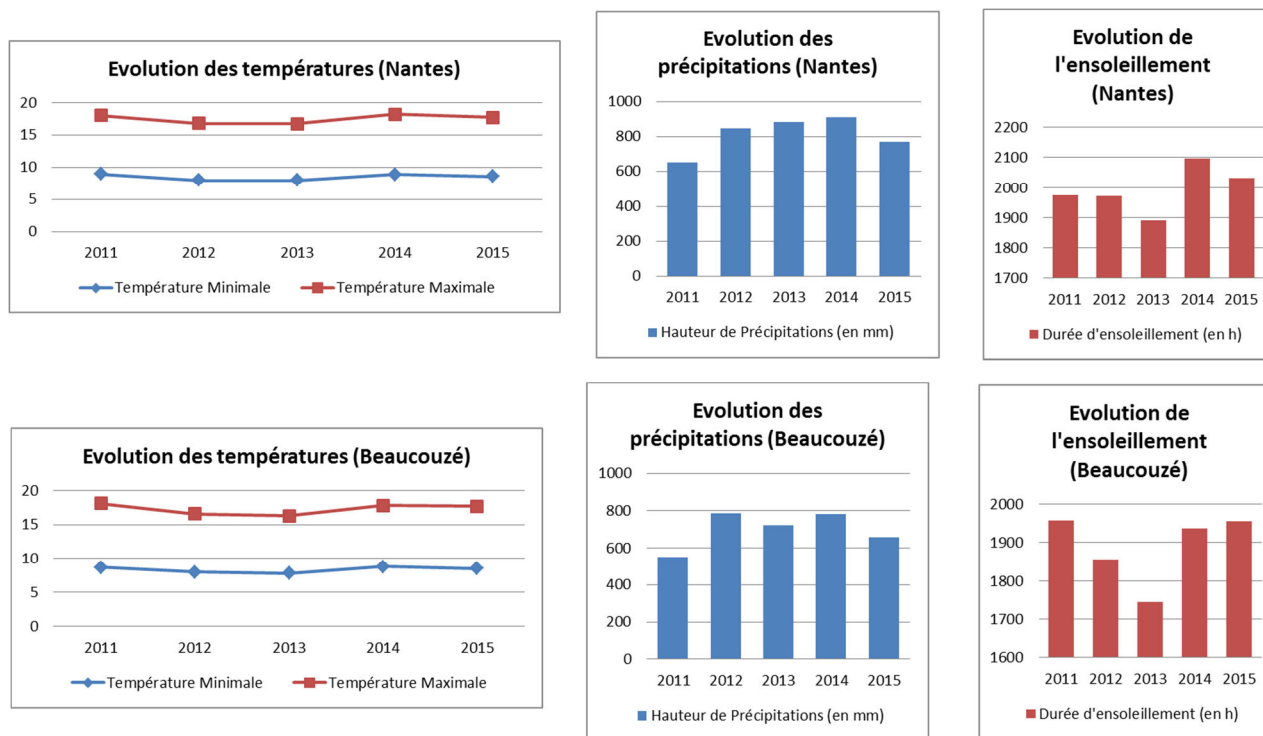 Evolution des températures (Nantes)
20
15
10
5
0
2011 2012 2013 2014 2015
Température Minimale Température Maximale
Evolution des
précipitations (Nantes)
1000
800
600
400
200
0
2011 2012 2013 2014 2015
Hauteur de Précipitations (en mm)
Evolution de
l'ensoleillement
(Nantes)
2200
2100
2000
1900
1800
1700
2011 2012 2013 2014 2015
Durée d'ensoleillement (en h)
Evolution des températures (Beaucouzé)
20
15
10
5
0
2011 2012 2013 2014 2015
Température Minimale Température Maximale
Evolution des
précipitations (Beaucouzé)
1000
800
600
400
200
0
2011 2012 2013 2014 2015
Hauteur de Précipitations (en mm)
Evolution de
l'ensoleillement
(Beaucouzé)
2000
1900
1800
1700
1600
2011 2012 2013 2014 2015
Durée d'ensoleillement (en h)